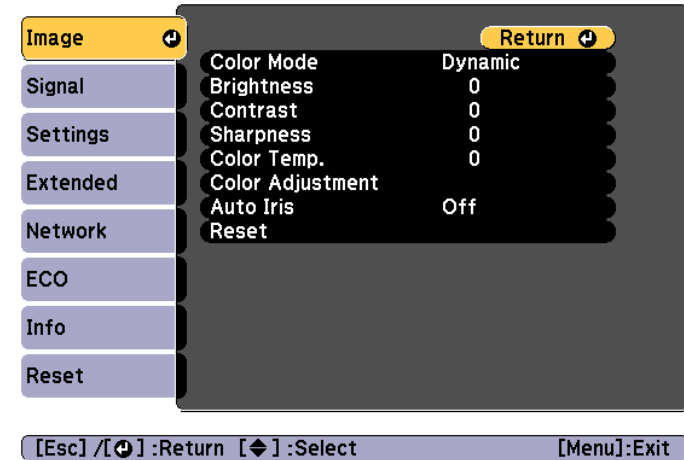 Image
Signal
Settings
Extended
Network
ECO
Info
Reset
Return
Color Mode Dynamic
Brightness 0
Contrast 0
Sharpness 0
Color Temp. 0
Color Adjustment
Auto Iris Off
Reset
[Esc] /[⏎] :Return [◆] :Select [Menu]:Exit